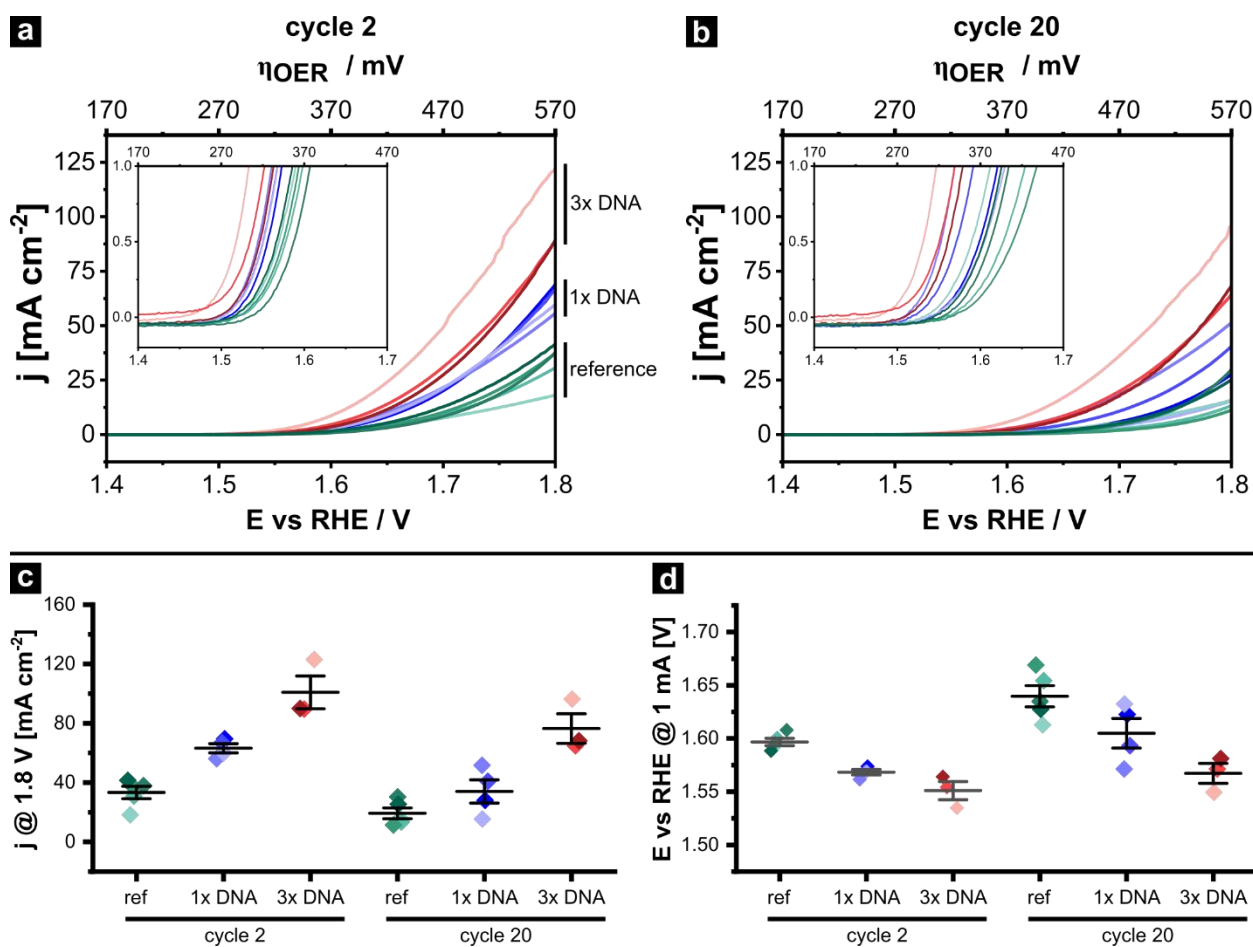 a
cycle 2
ηOER / mV
170 270 370 470 570
j [mA cm-2]
125
100
75
50
25
0
170 300 385 470
1.0
0.5
0.0
1.4 1.5 1.6 1.7
3x DNA
1x DNA
reference
1.4 1.5 1.6 1.7 1.8
E vs RHE / V
b
cycle 20
ηOER / mV
170 270 370 470 570
j [mA cm-2]
125
100
75
50
25
0
170 300 385 470
1.0
0.5
0.0
1.4 1.5 1.6 1.7
1.4 1.5 1.6 1.7 1.8
E vs RHE / V
c
j @ 1.8 V [mA cm-2]
160
120
80
40
0
ref 1x DNA 3x DNA ref 1x DNA 3x DNA
cycle 2 cycle 20
d
E vs RHE @ 1 mA [V]
1.70
1.65
1.60
1.55
1.50
ref 1x DNA 3x DNA ref 1x DNA 3x DNA
cycle 2 cycle 20